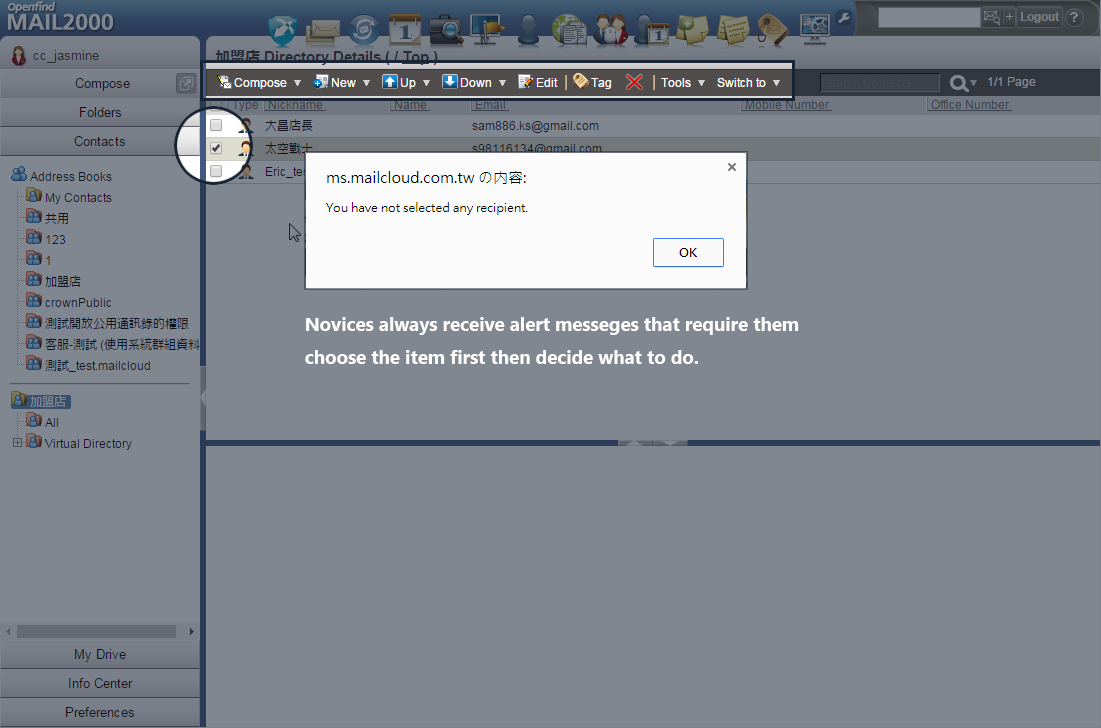 Openfind
MAIL2000
Logout
?
cc_jasmine
Compose
Folders
Contacts
Address Books
My Contacts
共用
123
1
加盟店
crownPublic
測試開放公用通訊錄的權限
客服-測試 (使用系統群組資料
測試_test.mailcloud
加盟店
All
Virtual Directory
My Drive
Info Center
Preferences
加盟店 Directory Details ( / Top )
Compose New Up Down Edit Tag Tools Switch to
1/1 Page
Type Nickname Name Email Mobile Number Office Number
大昌店長 sam886.ks@gmail.com
太空戰士 s98116134@gmail.com
Eric_tes
ms.mailcloud.com.tw の内容:
You have not selected any recipient.
OK
Novices always receive alert messeges that require them
choose the item first then decide what to do.